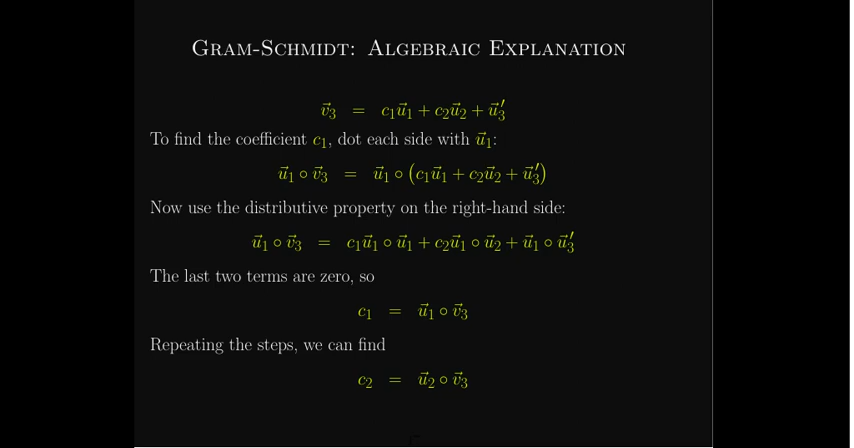 Gram-Schmidt: Algebraic Explanation
v⃗₃ = c₁u⃗₁ + c₂u⃗₂ + u⃗₃′
To find the coefficient c₁, dot each side with u⃗₁:
u⃗₁ ∘ v⃗₃ = u⃗₁ ∘ (c₁u⃗₁ + c₂u⃗₂ + u⃗₃′)
Now use the distributive property on the right-hand side:
u⃗₁ ∘ v⃗₃ = c₁u⃗₁ ∘ u⃗₁ + c₂u⃗₁ ∘ u⃗₂ + u⃗₁ ∘ u⃗₃′
The last two terms are zero, so
c₁ = u⃗₁ ∘ v⃗₃
Repeating the steps, we can find
c₂ = u⃗₂ ∘ v⃗₃